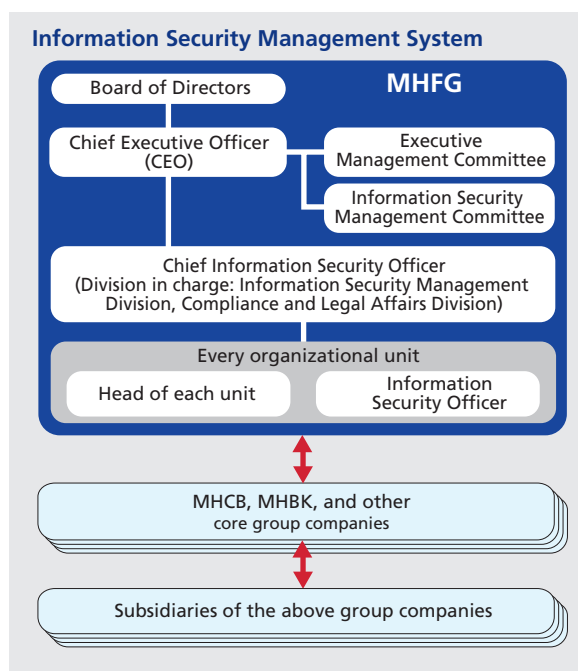 Information Security Management System
MHFG
Board of Directors
Chief Executive Officer
(CEO)
Executive
Management Committee
Information Security
Management Committee
Chief Information Security Officer
(Division in charge: Information Security Management
Division, Compliance and Legal Affairs Division)
Every organizational unit
Head of each unit
Information
Security Officer
MHCB, MHBK, and other
core group companies
Subsidiaries of the above group companies